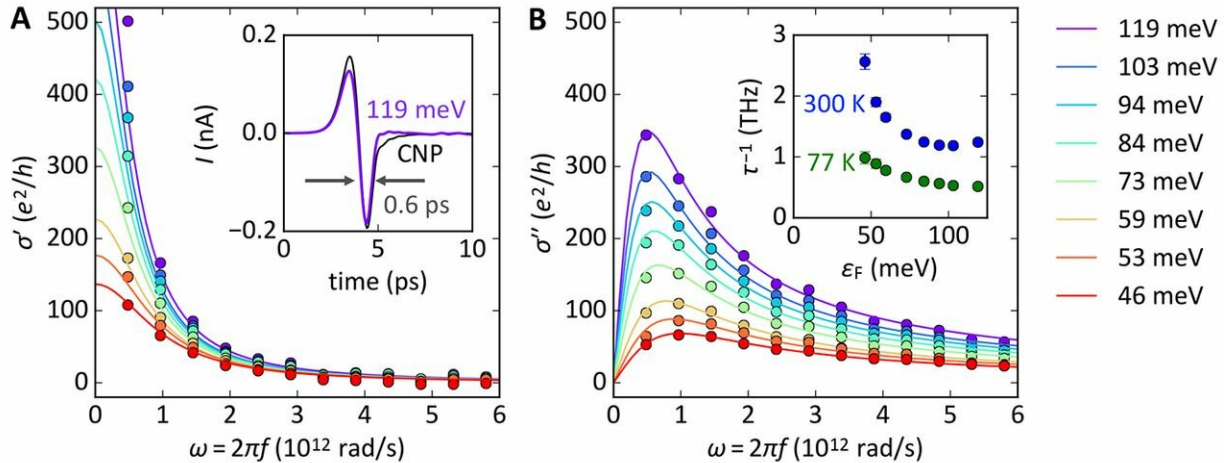 A
500
400
300
200
100
0
σ′ (e²/h)
0 1 2 3 4 5 6
ω = 2πf (10¹² rad/s)
0.2
0.0
−0.2
I (nA)
119 meV
CNP
0.6 ps
0 5 10
time (ps)
B
500
400
300
200
100
0
σ″ (e²/h)
0 1 2 3 4 5 6
ω = 2πf (10¹² rad/s)
3
2
1
0
τ⁻¹ (THz)
300 K
77 K
0 50 100
εF (meV)
119 meV
103 meV
94 meV
84 meV
73 meV
59 meV
53 meV
46 meV